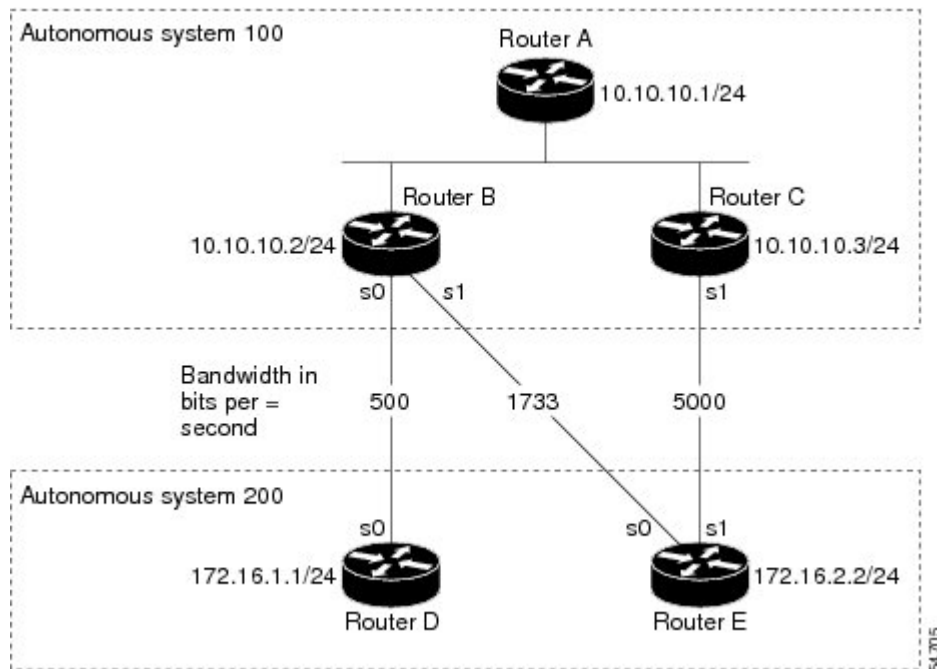 Autonomous system 100
Router A
10.10.10.1/24
Router B
Router C
10.10.10.2/24
10.10.10.3/24
s0
s1
s1
Bandwidth in
bits per =
second
500
1733
5000
Autonomous system 200
s0
s0
s1
172.16.1.1/24
172.16.2.2/24
Router D
Router E